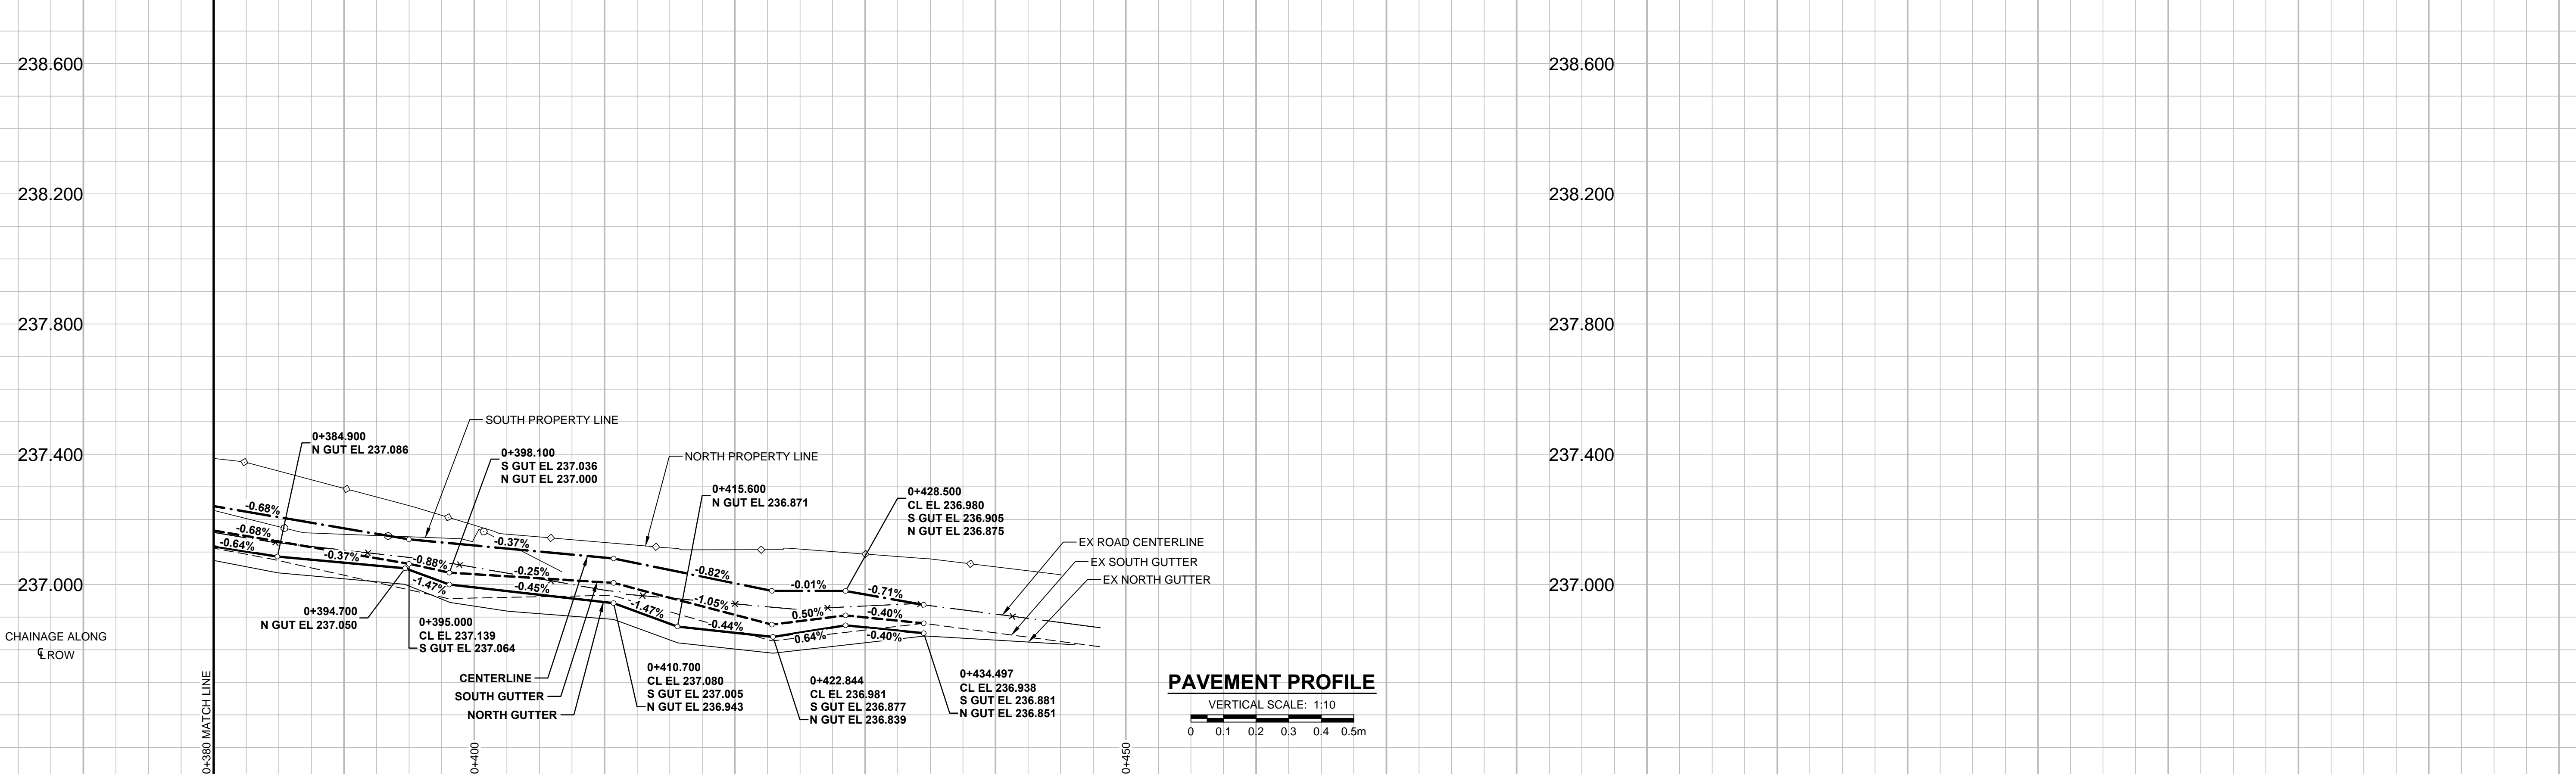 238.600
238.600
238.200
238.200
237.800
237.800
237.400
237.400
237.000
237.000
SOUTH PROPERTY LINE
NORTH PROPERTY LINE
0+384.900
N GUT EL 237.086
0+398.100
S GUT EL 237.036
N GUT EL 237.000
0+415.600
N GUT EL 236.871
0+428.500
CL EL 236.980
S GUT EL 236.905
N GUT EL 236.875
-0.68%
-0.37%
-0.82%
-0.01%
-0.71%
-0.68%
-0.37%
-0.88%
-0.25%
-1.05%
0.50%
-0.40%
-0.64%
-1.47%
-0.45%
-1.47%
-0.44%
0.64%
-0.40%
EX ROAD CENTERLINE
EX SOUTH GUTTER
EX NORTH GUTTER
0+394.700
N GUT EL 237.050
0+395.000
CL EL 237.139
S GUT EL 237.064
CENTERLINE
SOUTH GUTTER
NORTH GUTTER
0+410.700
CL EL 237.080
S GUT EL 237.005
N GUT EL 236.943
0+422.844
CL EL 236.981
S GUT EL 236.877
N GUT EL 236.839
0+434.497
CL EL 236.938
S GUT EL 236.881
N GUT EL 236.851
CHAINAGE ALONG
℄ ROW
0+380 MATCH LINE
0+400
0+450
PAVEMENT PROFILE
VERTICAL SCALE: 1:10
0 0.1 0.2 0.3 0.4 0.5m